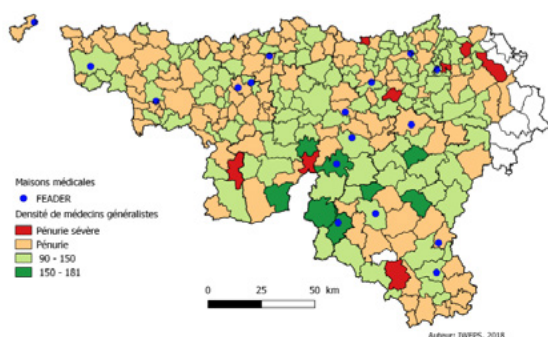 Maisons médicales
FEADER
Densité de médecins généralistes
Pénurie sévère
Pénurie
90 - 150
150 - 181
0 25 50 km
Auteur: IWEPS, 2018